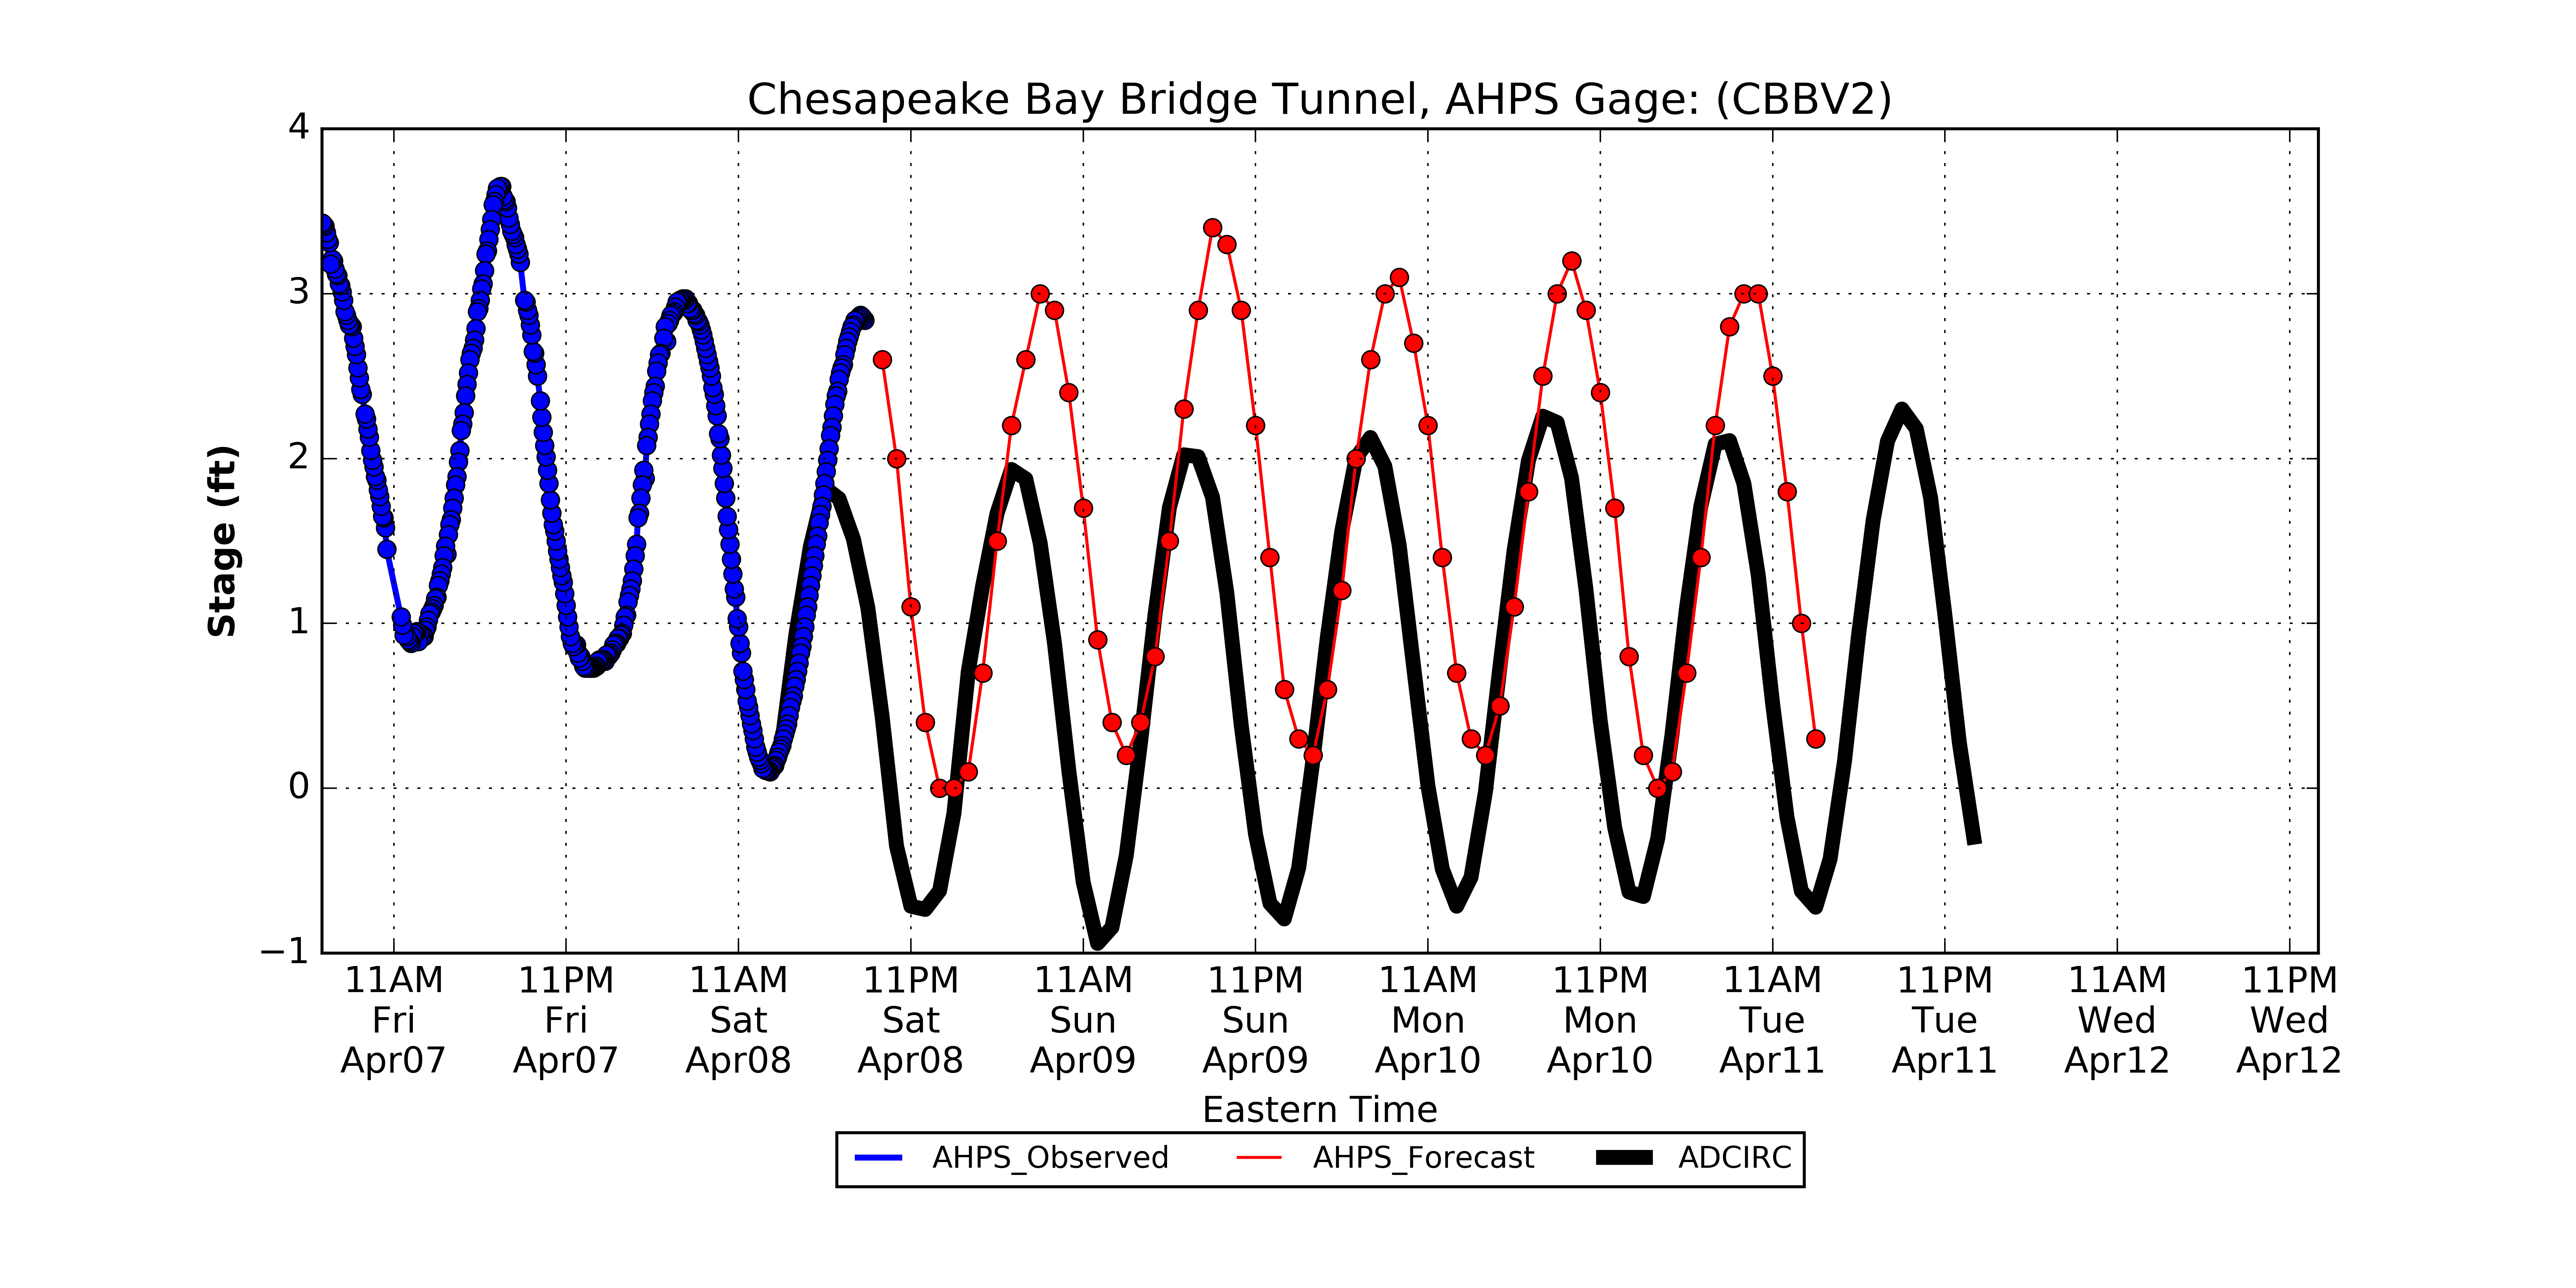 Chesapeake Bay Bridge Tunnel, AHPS Gage: (CBBV2)
4
3
2
1
0
−1
Stage (ft)
11AM 11PM 11AM 11PM 11AM 11PM 11AM 11PM 11AM 11PM 11AM 11PM
Fri Fri Sat Sat Sun Sun Mon Mon Tue Tue Wed Wed
Apr07 Apr07 Apr08 Apr08 Apr09 Apr09 Apr10 Apr10 Apr11 Apr11 Apr12 Apr12
Eastern Time
AHPS_Observed AHPS_Forecast ADCIRC